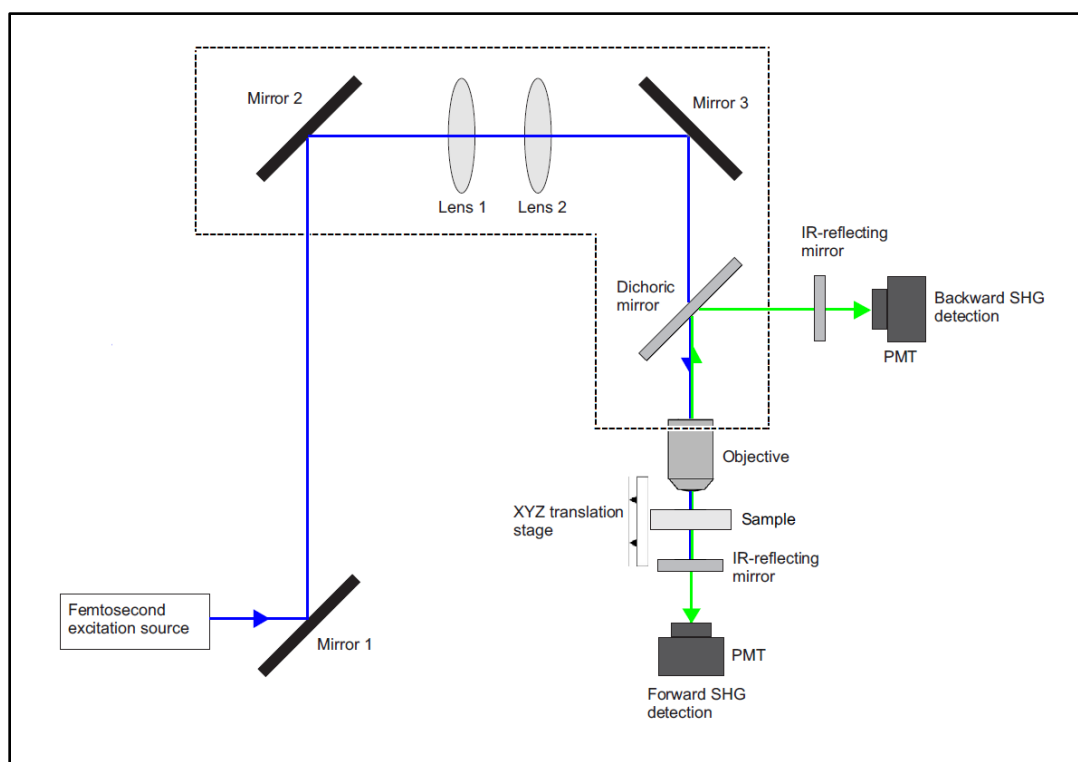 Mirror 2
Mirror 3
Lens 1
Lens 2
IR-reflecting
mirror
Dichoric
mirror
Backward SHG
detection
PMT
Objective
XYZ translation
stage
Sample
IR-reflecting
mirror
Femtosecond
excitation source
Mirror 1
PMT
Forward SHG
detection